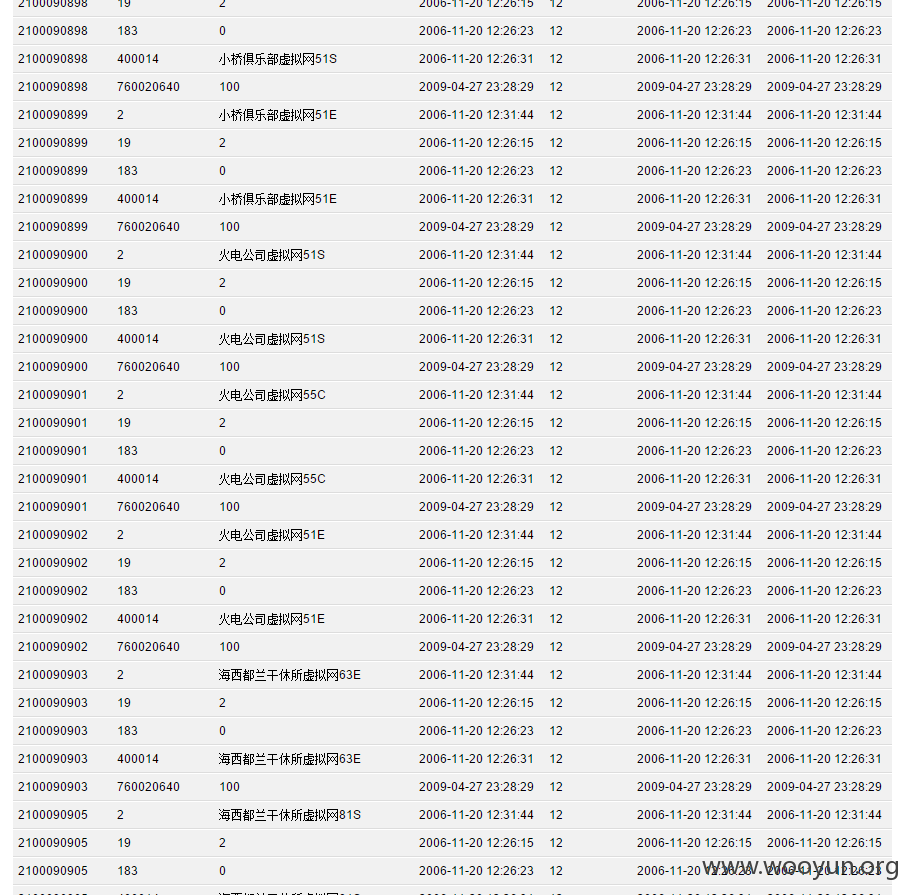 2100090898 19 2 2006-11-20 12:26:15 12 2006-11-20 12:26:15 2006-11-20 12:26:15
2100090898 183 0 2006-11-20 12:26:23 12 2006-11-20 12:26:23 2006-11-20 12:26:23
2100090898 400014 小桥俱乐部虚拟网51S 2006-11-20 12:26:31 12 2006-11-20 12:26:31 2006-11-20 12:26:31
2100090898 760020640 100 2009-04-27 23:28:29 12 2009-04-27 23:28:29 2009-04-27 23:28:29
2100090899 2 小桥俱乐部虚拟网51E 2006-11-20 12:31:44 12 2006-11-20 12:31:44 2006-11-20 12:31:44
2100090899 19 2 2006-11-20 12:26:15 12 2006-11-20 12:26:15 2006-11-20 12:26:15
2100090899 183 0 2006-11-20 12:26:23 12 2006-11-20 12:26:23 2006-11-20 12:26:23
2100090899 400014 小桥俱乐部虚拟网51E 2006-11-20 12:26:31 12 2006-11-20 12:26:31 2006-11-20 12:26:31
2100090899 760020640 100 2009-04-27 23:28:29 12 2009-04-27 23:28:29 2009-04-27 23:28:29
2100090900 2 火电公司虚拟网51S 2006-11-20 12:31:44 12 2006-11-20 12:31:44 2006-11-20 12:31:44
2100090900 19 2 2006-11-20 12:26:15 12 2006-11-20 12:26:15 2006-11-20 12:26:15
2100090900 183 0 2006-11-20 12:26:23 12 2006-11-20 12:26:23 2006-11-20 12:26:23
2100090900 400014 火电公司虚拟网51S 2006-11-20 12:26:31 12 2006-11-20 12:26:31 2006-11-20 12:26:31
2100090900 760020640 100 2009-04-27 23:28:29 12 2009-04-27 23:28:29 2009-04-27 23:28:29
2100090901 2 火电公司虚拟网55C 2006-11-20 12:31:44 12 2006-11-20 12:31:44 2006-11-20 12:31:44
2100090901 19 2 2006-11-20 12:26:15 12 2006-11-20 12:26:15 2006-11-20 12:26:15
2100090901 183 0 2006-11-20 12:26:23 12 2006-11-20 12:26:23 2006-11-20 12:26:23
2100090901 400014 火电公司虚拟网55C 2006-11-20 12:26:31 12 2006-11-20 12:26:31 2006-11-20 12:26:31
2100090901 760020640 100 2009-04-27 23:28:29 12 2009-04-27 23:28:29 2009-04-27 23:28:29
2100090902 2 火电公司虚拟网51E 2006-11-20 12:31:44 12 2006-11-20 12:31:44 2006-11-20 12:31:44
2100090902 19 2 2006-11-20 12:26:15 12 2006-11-20 12:26:15 2006-11-20 12:26:15
2100090902 183 0 2006-11-20 12:26:23 12 2006-11-20 12:26:23 2006-11-20 12:26:23
2100090902 400014 火电公司虚拟网51E 2006-11-20 12:26:31 12 2006-11-20 12:26:31 2006-11-20 12:26:31
2100090902 760020640 100 2009-04-27 23:28:29 12 2009-04-27 23:28:29 2009-04-27 23:28:29
2100090903 2 海西都兰干休所虚拟网63E 2006-11-20 12:31:44 12 2006-11-20 12:31:44 2006-11-20 12:31:44
2100090903 19 2 2006-11-20 12:26:15 12 2006-11-20 12:26:15 2006-11-20 12:26:15
2100090903 183 0 2006-11-20 12:26:23 12 2006-11-20 12:26:23 2006-11-20 12:26:23
2100090903 400014 海西都兰干休所虚拟网63E 2006-11-20 12:26:31 12 2006-11-20 12:26:31 2006-11-20 12:26:31
2100090903 760020640 100 2009-04-27 23:28:29 12 2009-04-27 23:28:29 2009-04-27 23:28:29
2100090905 2 海西都兰干休所虚拟网81S 2006-11-20 12:31:44 12 2006-11-20 12:31:44 2006-11-20 12:31:44
2100090905 19 2 2006-11-20 12:26:15 12 2006-11-20 12:26:15 2006-11-20 12:26:15
2100090905 183 0 2006-11-20 12:26:23 12 2006-11-20 12:26:23 2006-11-20 12:26:23
www.wooyun.org